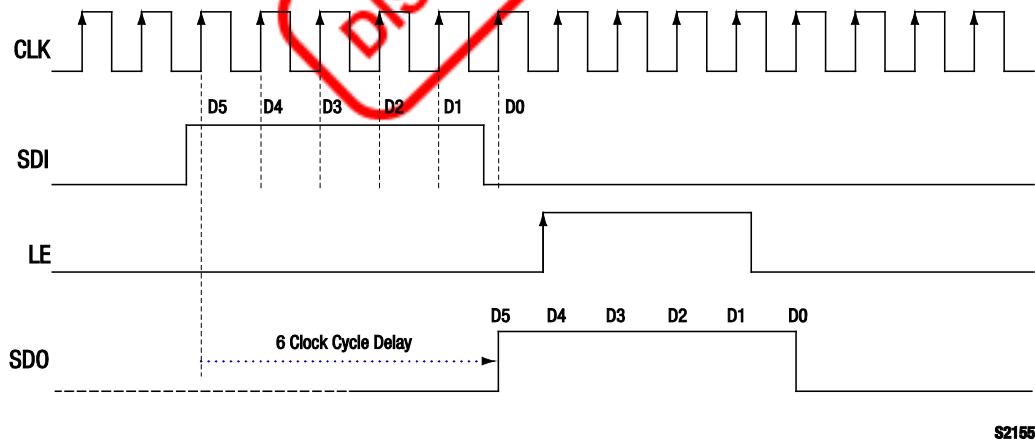 DIS
CLK
D5 D4 D3 D2 D1 D0
SDI
LE
D5 D4 D3 D2 D1 D0
6 Clock Cycle Delay
SDO
S2155